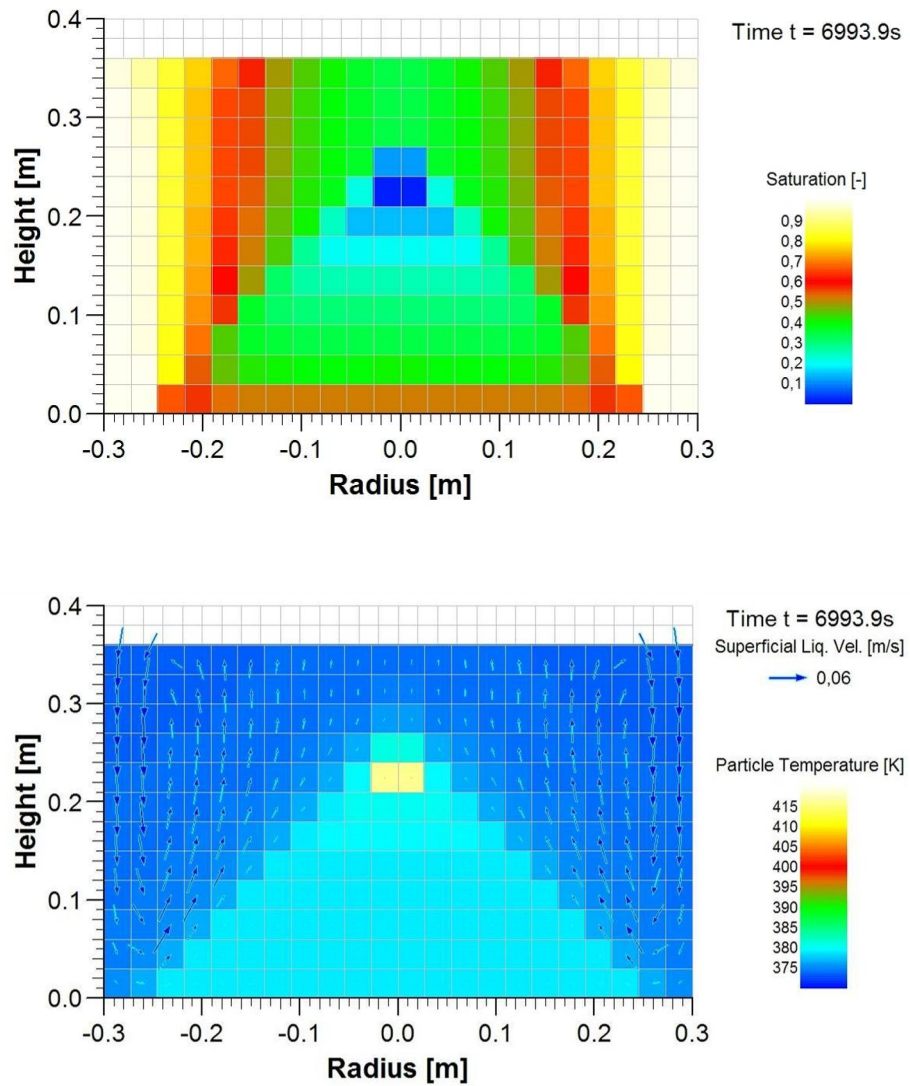 Time t = 6993.9s
Height [m]
0.4
0.3
0.2
0.1
0.0
-0.3 -0.2 -0.1 0.0 0.1 0.2 0.3
Radius [m]
Saturation [-]
0,9
0,8
0,7
0,6
0,5
0,4
0,3
0,2
0,1
Time t = 6993.9s
Superficial Liq. Vel. [m/s]
0,06
Height [m]
0.4
0.3
0.2
0.1
0.0
-0.3 -0.2 -0.1 0.0 0.1 0.2 0.3
Radius [m]
Particle Temperature [K]
415
410
405
400
395
390
385
380
375